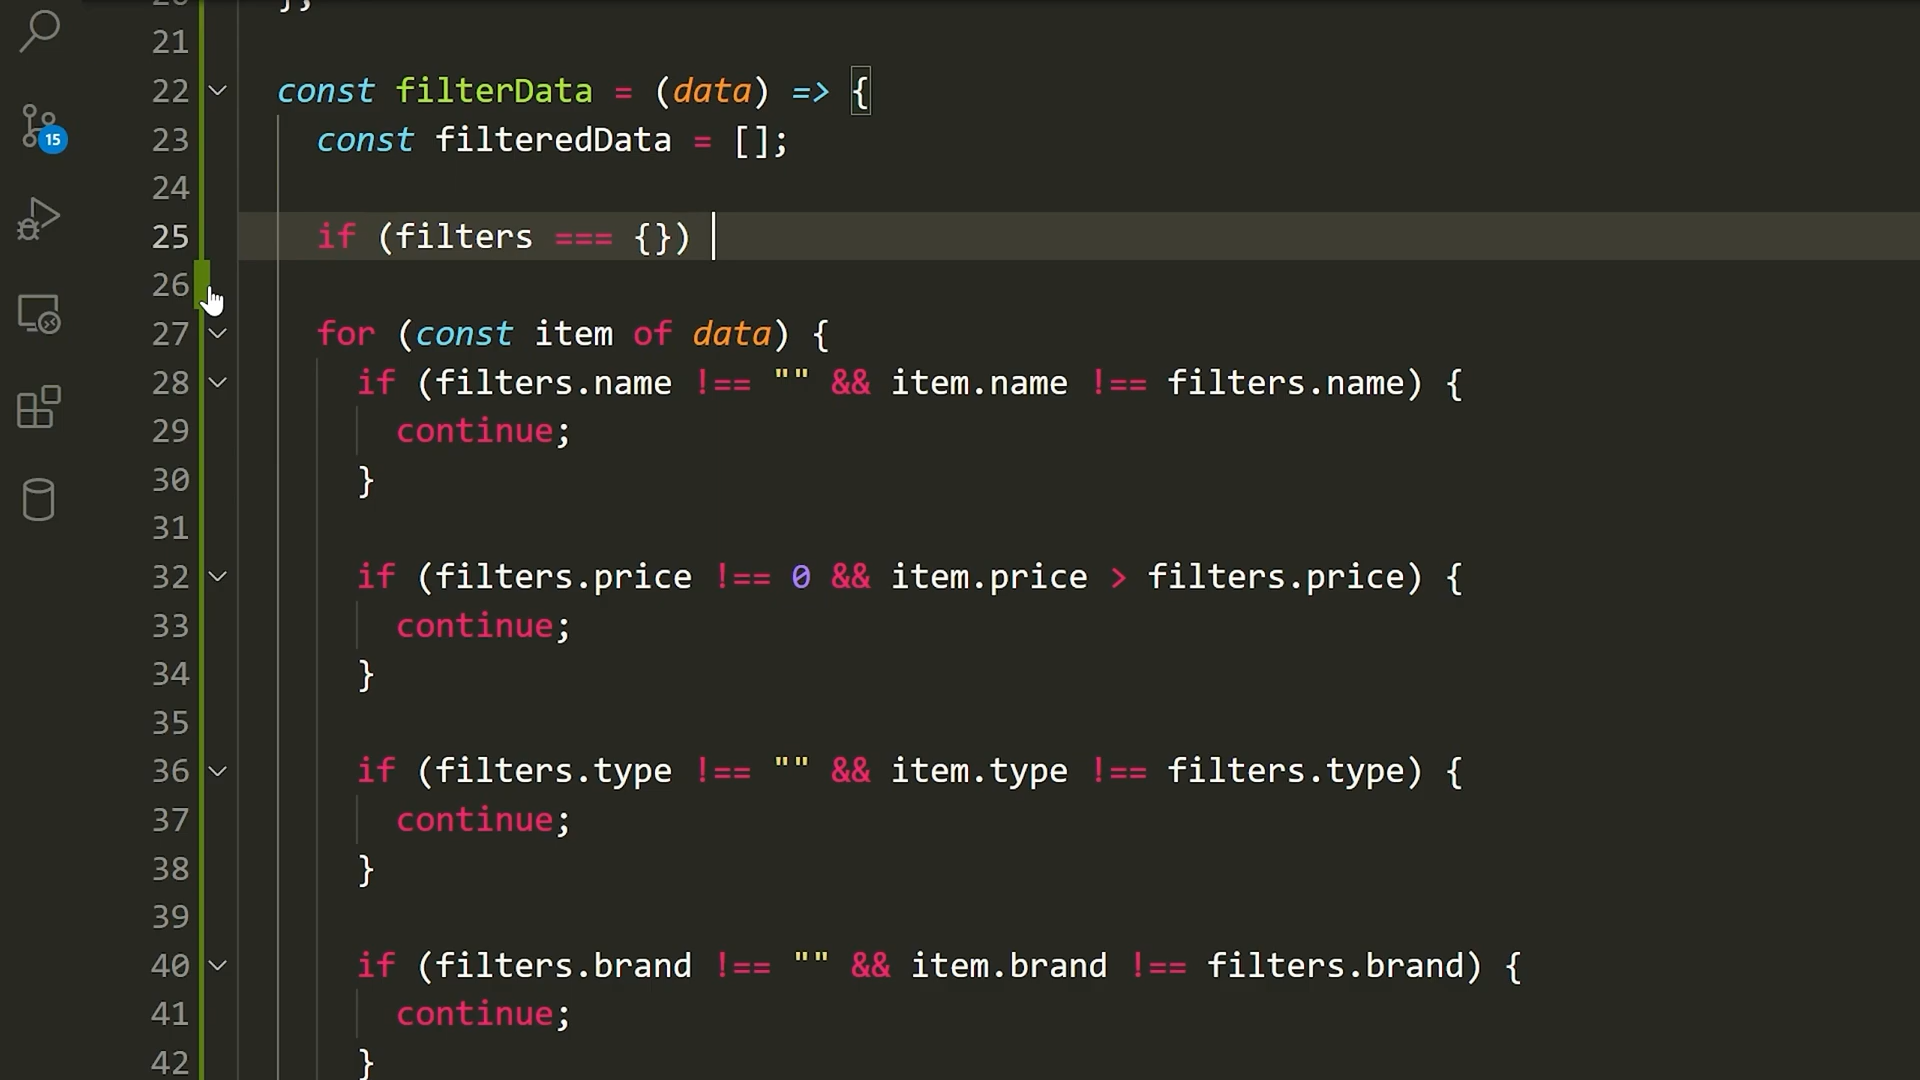 20 };
21
22 const filterData = (data) => {
23 const filteredData = [];
24
15
25 if (filters === {})
26
27 for (const item of data) {
28 if (filters.name !== "" && item.name !== filters.name) {
29 continue;
30 }
31
32 if (filters.price !== 0 && item.price > filters.price) {
33 continue;
34 }
35
36 if (filters.type !== "" && item.type !== filters.type) {
37 continue;
38 }
39
40 if (filters.brand !== "" && item.brand !== filters.brand) {
41 continue;
42 }